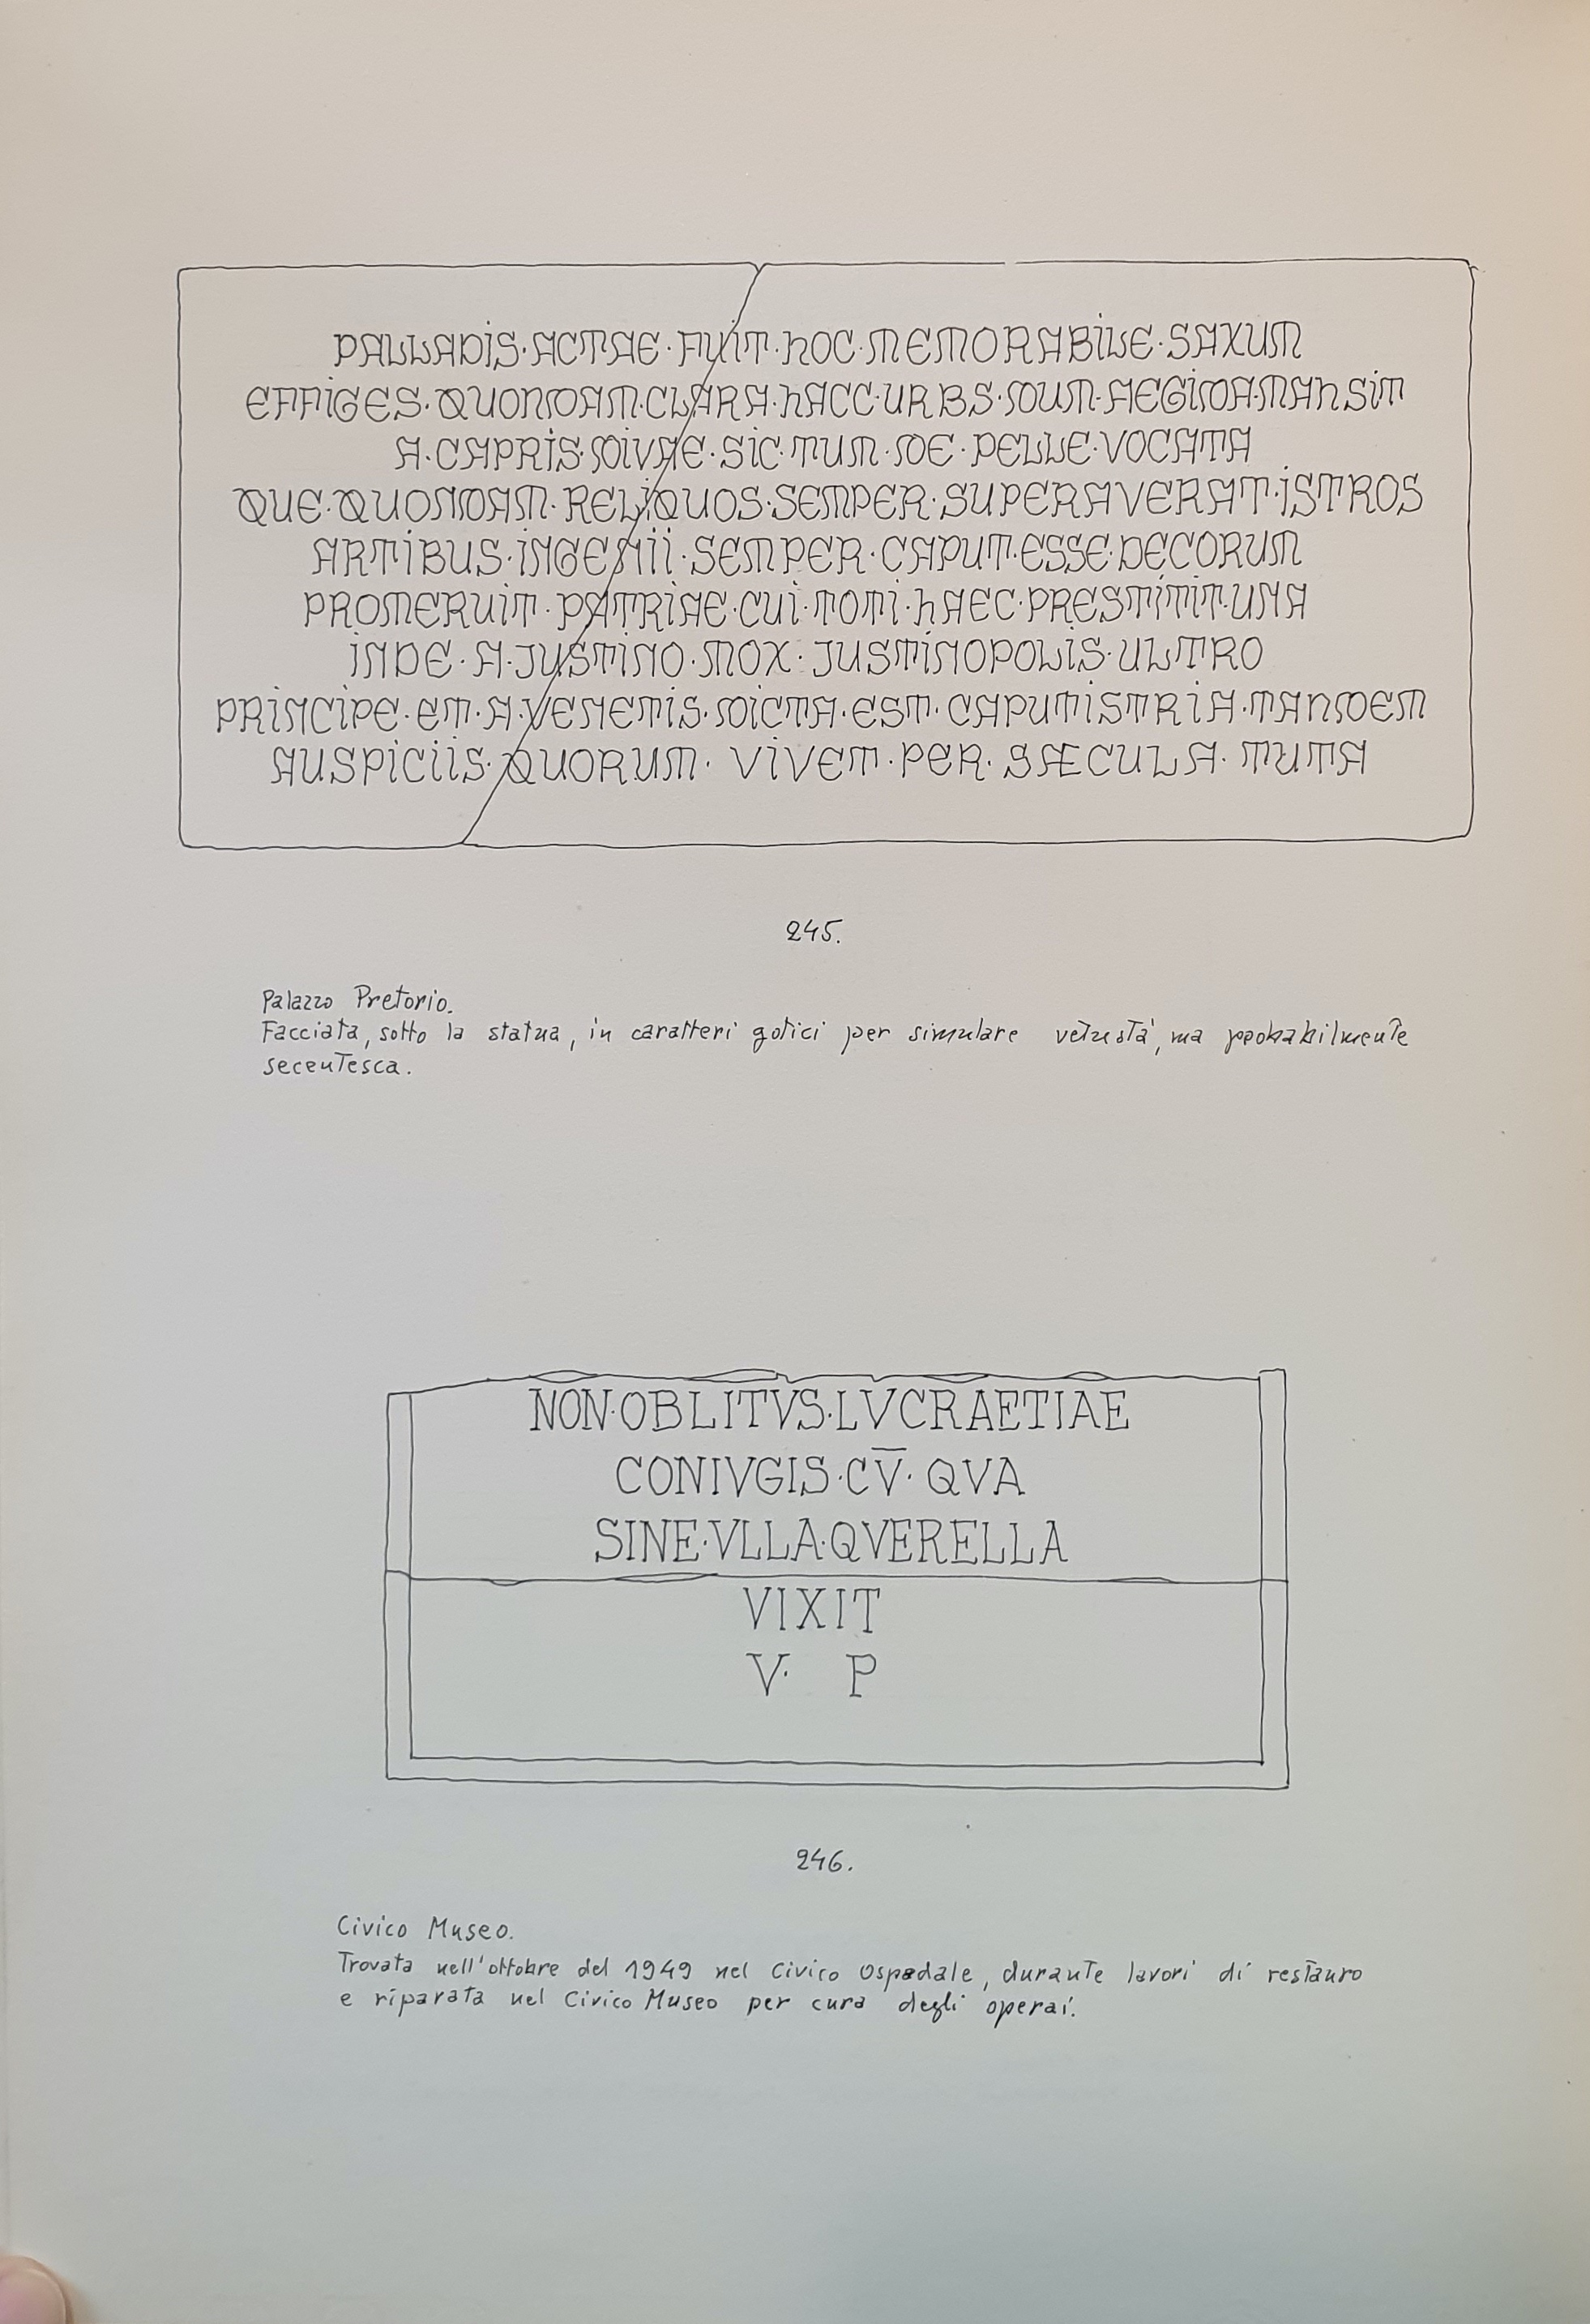 PALLADIS·ACTAE·FUIT·HOC·MEMORABILE·SAXUM
EFFIGES·QUONDAM·CLARA·HACC·URBS·DUM·AEGIDA·MANSIT
A·CAPRIS·DIVAE·SIC·TUM·DE·PELLE·VOCATA
QUE·QUONDAM·RELIQUOS·SEMPER·SUPERAVERAT·ISTROS
ARTIBUS·INGENII·SEMPER·CAPUT·ESSE·DECORUM
PROMERUIT·PATRIAE·CUI·TOTI·HAEC·PRESTITIT·UNA
INDE·A·JUSTINO·MOX·JUSTINOPOLIS·ULTRO
PRINCIPE·ET·A·VENETIS·DICTA·EST·CAPUTISTRIA·TANDEM
AUSPICIIS·QUORUM·VIVET·PER·SÆCULA·TUTA
245.
Palazzo Pretorio.
Facciata, sotto la statua, in caratteri gotici per simulare vetustà, ma probabilmente
secentesca.
NON·OBLITVS·LVCRAETIAE
CONIVGIS·CV̅·QVA
SINE·VLLA·QVERELLA
VIXIT
V· P
246.
Civico Museo.
Trovata nell'ottobre del 1949 nel Civico Ospedale, durante lavori di restauro
e riparata nel Civico Museo per cura degli operai.